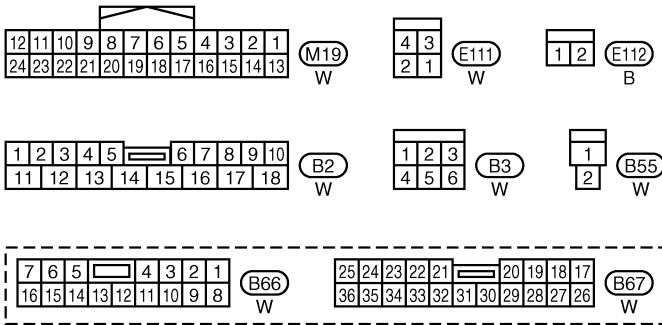 12 11 10 9 8 7 6 5 4 3 2 1
24 23 22 21 20 19 18 17 16 15 14 13
M19
W
4 3
2 1
E111
W
1 2
E112
B
1 2 3 4 5 6 7 8 9 10
11 12 13 14 15 16 17 18
B2
W
1 2 3
4 5 6
B3
W
1
2
B55
W
7 6 5 4 3 2 1
16 15 14 13 12 11 10 9 8
B66
W
25 24 23 22 21 20 19 18 17
36 35 34 33 32 31 30 29 28 27 26
B67
W